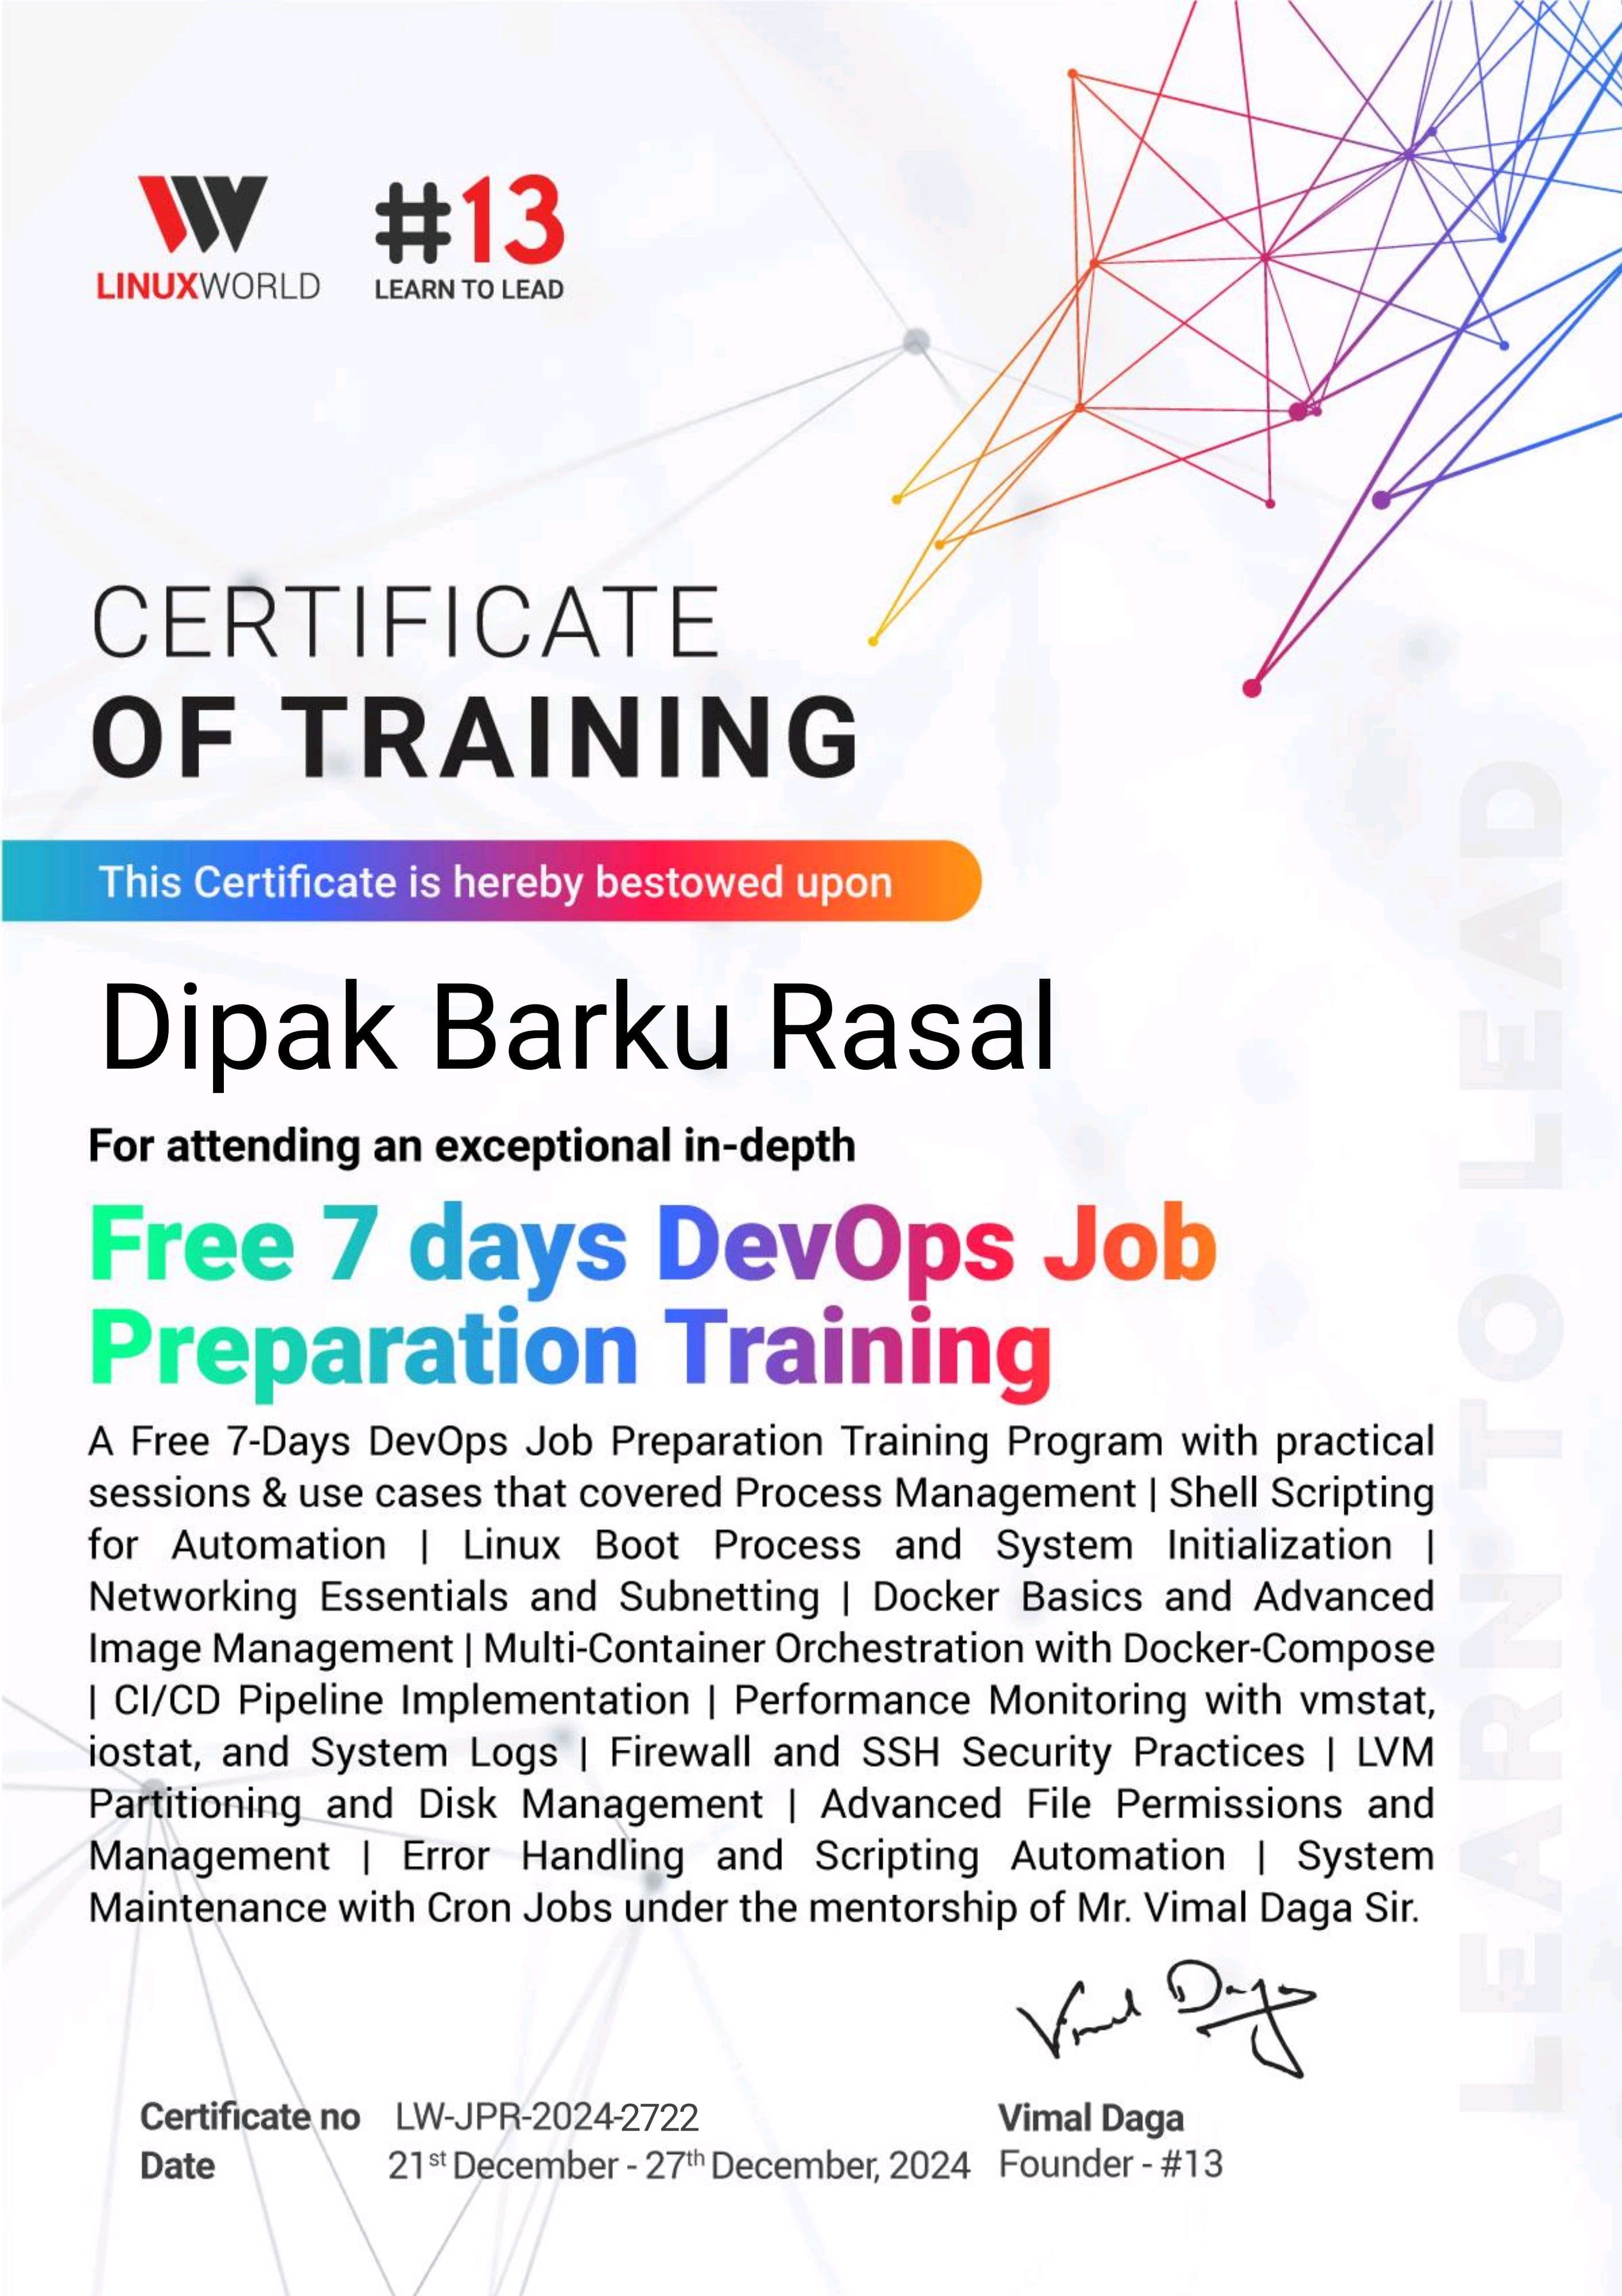 LINUXWORLD
#13
LEARN TO LEAD
CERTIFICATE
OF TRAINING
This Certificate is hereby bestowed upon
Dipak Barku Rasal
For attending an exceptional in-depth
Free 7 days DevOps Job
Preparation Training
A Free 7-Days DevOps Job Preparation Training Program with practical
sessions & use cases that covered Process Management | Shell Scripting
for Automation | Linux Boot Process and System Initialization |
Networking Essentials and Subnetting | Docker Basics and Advanced
Image Management | Multi-Container Orchestration with Docker-Compose
| CI/CD Pipeline Implementation | Performance Monitoring with vmstat,
iostat, and System Logs | Firewall and SSH Security Practices | LVM
Partitioning and Disk Management | Advanced File Permissions and
Management | Error Handling and Scripting Automation | System
Maintenance with Cron Jobs under the mentorship of Mr. Vimal Daga Sir.
Vimal Daga
Certificate no LW-JPR-2024-2722
Date 21st December - 27th December, 2024
Vimal Daga
Founder - #13
LEARN TO LEAD